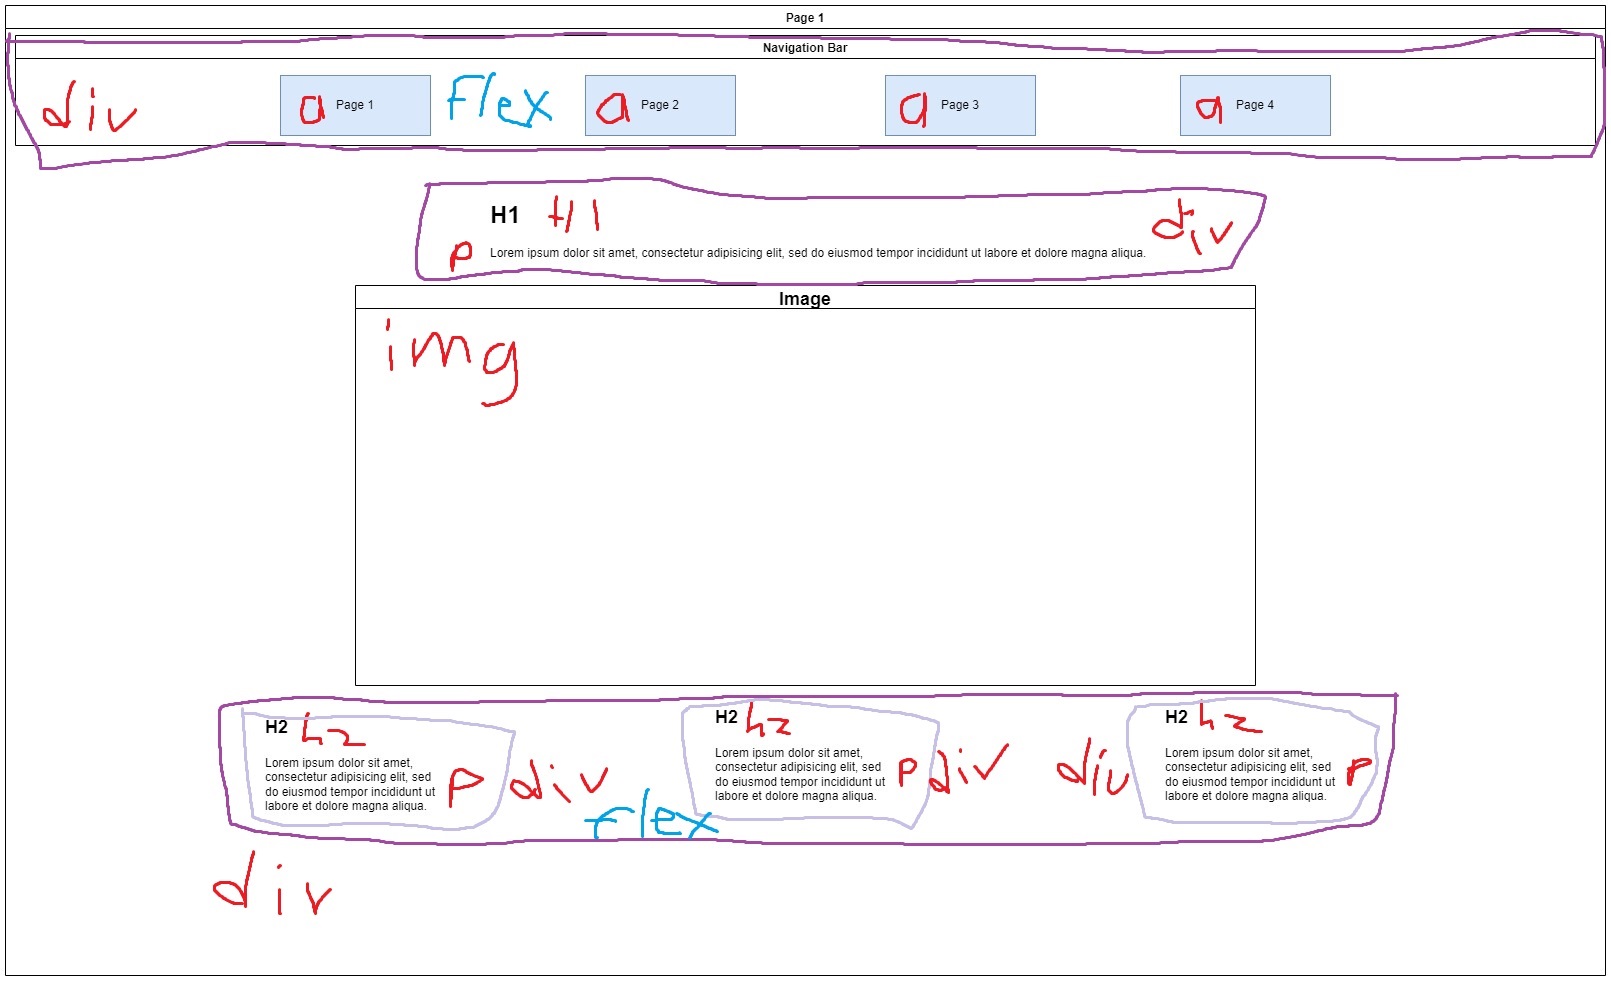 Page 1
Navigation Bar
div
a Page 1
Flex
a Page 2
a Page 3
a Page 4
H1 H1
div
p Lorem ipsum dolor sit amet, consectetur adipisicing elit, sed do eiusmod tempor incididunt ut labore et dolore magna aliqua.
Image
img
H2 h2
Lorem ipsum dolor sit amet,
consectetur adipisicing elit, sed
do eiusmod tempor incididunt ut
labore et dolore magna aliqua.
p div
flex
H2 h2
Lorem ipsum dolor sit amet,
consectetur adipisicing elit, sed
do eiusmod tempor incididunt ut
labore et dolore magna aliqua.
p div
div
H2 h2
Lorem ipsum dolor sit amet,
consectetur adipisicing elit, sed
do eiusmod tempor incididunt ut
labore et dolore magna aliqua.
p
div